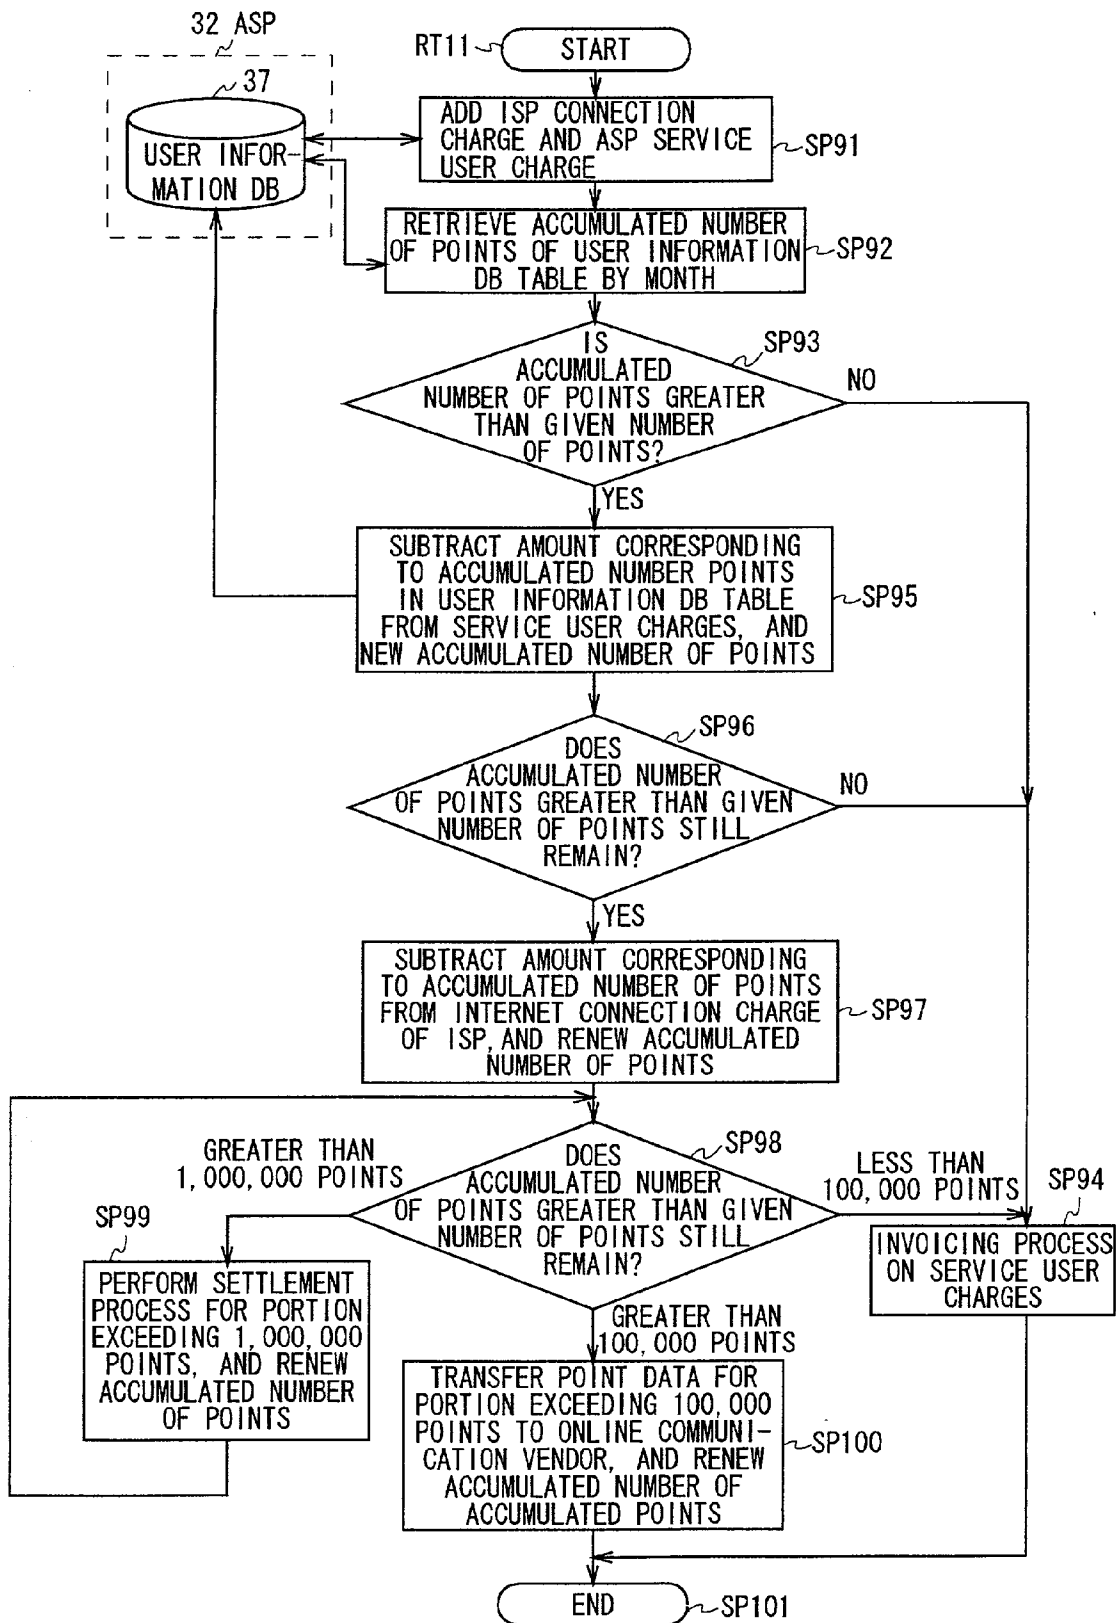 32 ASP
37
USER INFOR-
MATION DB
RT11
START
ADD ISP CONNECTION
CHARGE AND ASP SERVICE
USER CHARGE
SP91
RETRIEVE ACCUMULATED NUMBER
OF POINTS OF USER INFORMATION
DB TABLE BY MONTH
SP92
IS
ACCUMULATED
NUMBER OF POINTS GREATER
THAN GIVEN NUMBER
OF POINTS?
SP93
NO
YES
SUBTRACT AMOUNT CORRESPONDING
TO ACCUMULATED NUMBER POINTS
IN USER INFORMATION DB TABLE
FROM SERVICE USER CHARGES, AND
NEW ACCUMULATED NUMBER OF POINTS
SP95
DOES
ACCUMULATED NUMBER
OF POINTS GREATER THAN GIVEN
NUMBER OF POINTS STILL
REMAIN?
SP96
NO
YES
SUBTRACT AMOUNT CORRESPONDING
TO ACCUMULATED NUMBER OF POINTS
FROM INTERNET CONNECTION CHARGE
OF ISP, AND RENEW ACCUMULATED
NUMBER OF POINTS
SP97
DOES
ACCUMULATED NUMBER
OF POINTS GREATER THAN GIVEN
NUMBER OF POINTS STILL
REMAIN?
SP98
GREATER THAN
1,000,000 POINTS
LESS THAN
100,000 POINTS
SP94
INVOICING PROCESS
ON SERVICE USER
CHARGES
SP99
PERFORM SETTLEMENT
PROCESS FOR PORTION
EXCEEDING 1,000,000
POINTS, AND RENEW
ACCUMULATED NUMBER
OF POINTS
GREATER THAN
100,000 POINTS
TRANSFER POINT DATA FOR
PORTION EXCEEDING 100,000
POINTS TO ONLINE COMMUNI-
CATION VENDOR, AND RENEW
ACCUMULATED NUMBER OF
ACCUMULATED POINTS
SP100
END
SP101